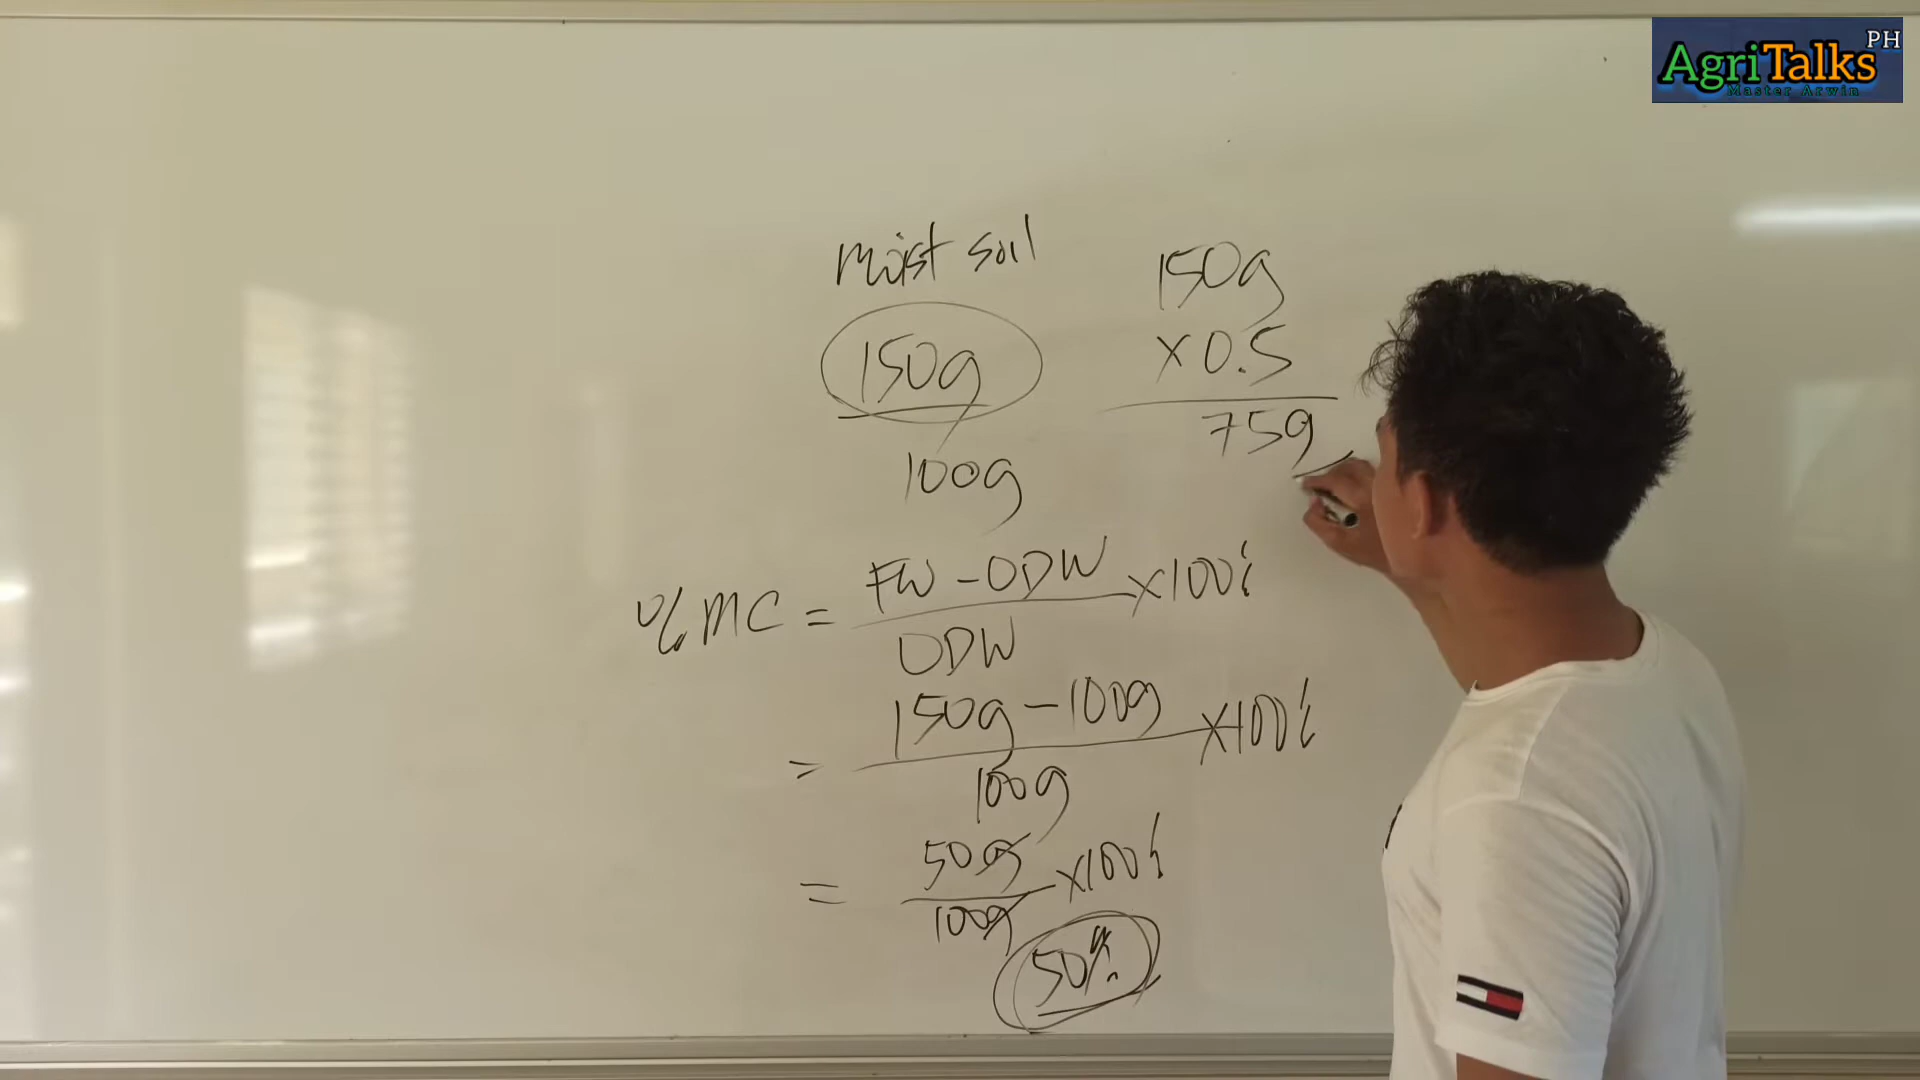 AgriTalks PH
Master Arwin
moist soil
150g
100g
150g
x 0.5
75g
% MC = FW - ODW x 100%
ODW
= 150g - 100g x 100%
100g
= 50g x 100%
100g
50%